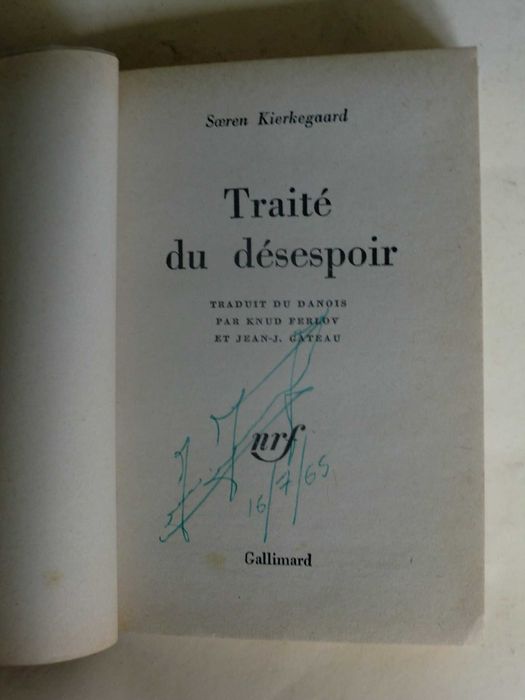 Sœren Kierkegaard
Traité
du désespoir
TRADUIT DU DANOIS
PAR KNUD FERLOV
ET JEAN-J. GATEAU
nrf
16/7/65
Gallimard